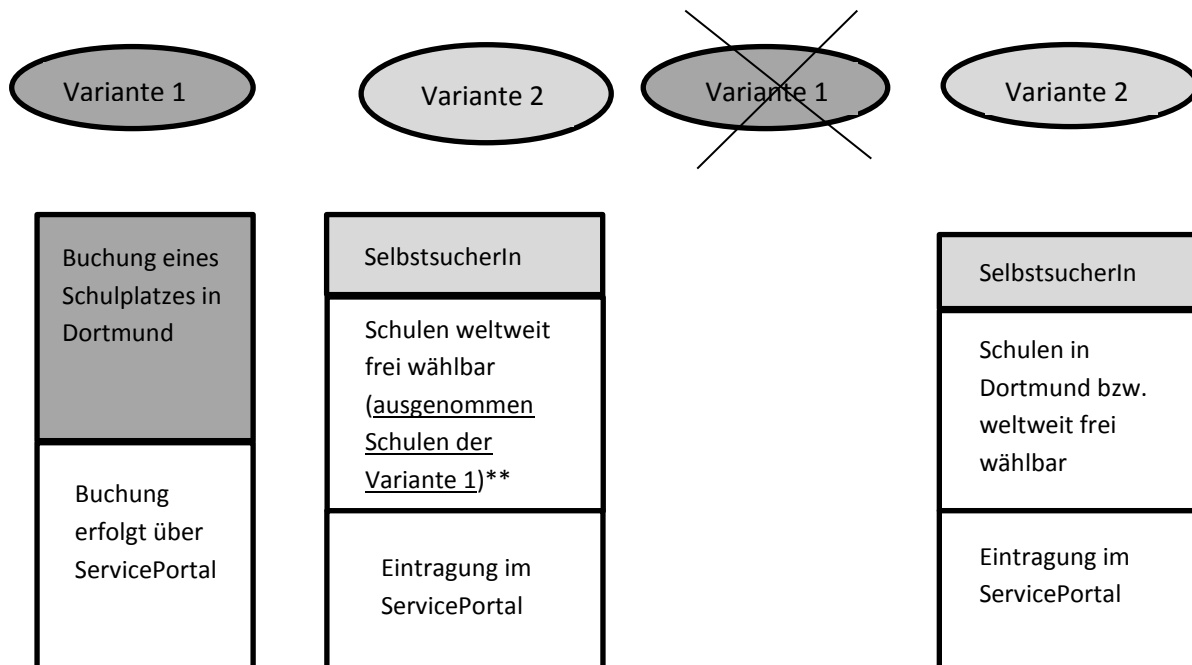 Variante 1
Variante 2
Variante 1
Variante 2
Buchung eines
Schulplatzes in
Dortmund
Buchung
erfolgt über
ServicePortal
SelbstsucherIn
Schulen weltweit
frei wählbar
(ausgenommen
Schulen der
Variante 1)**
Eintragung im
ServicePortal
SelbstsucherIn
Schulen in
Dortmund bzw.
weltweit frei
wählbar
Eintragung im
ServicePortal